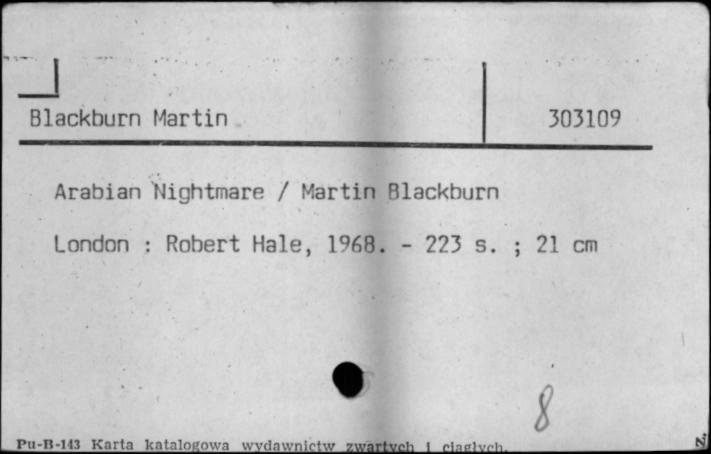 Blackburn Martin 303109
Arabian Nightmare / Martin Blackburn
London : Robert Hale, 1968. - 223 s. ; 21 cm
8
Pu-B-143 Karta katalogowa wydawnictw zwartych i ciągłych.